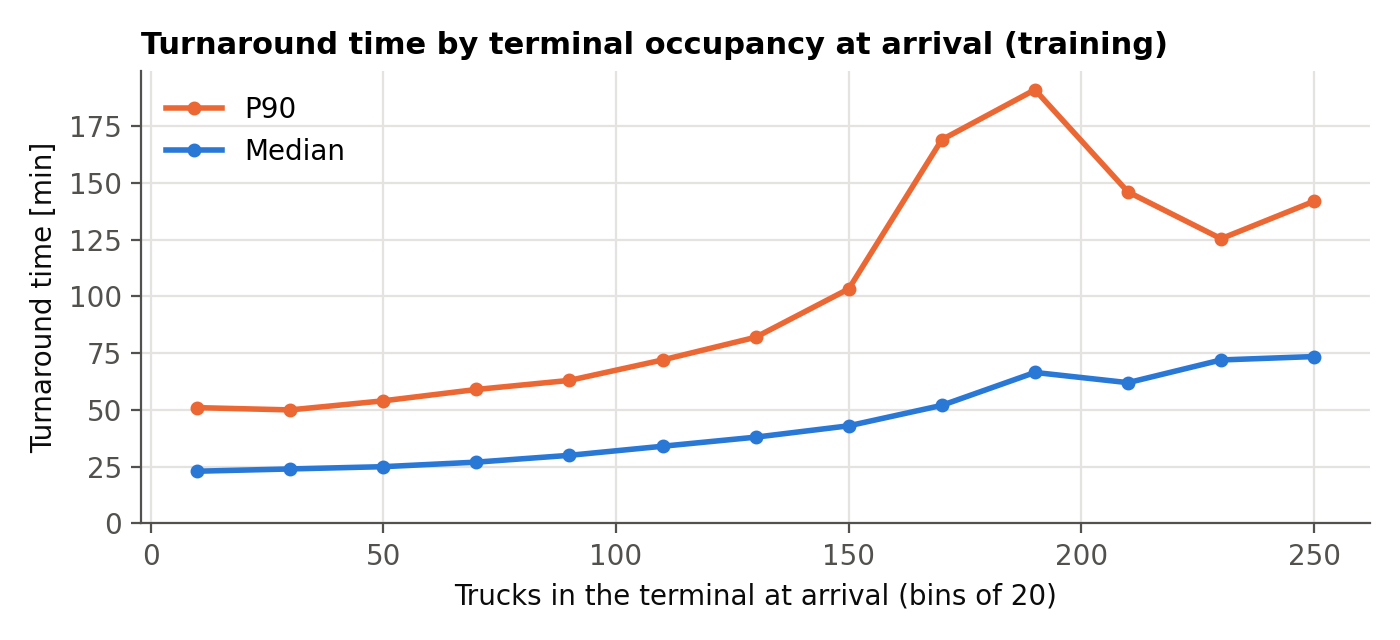 Turnaround time by terminal occupancy at arrival (training)
P90
Median
Turnaround time [min]
175
150
125
100
75
50
25
0
0 50 100 150 200 250
Trucks in the terminal at arrival (bins of 20)